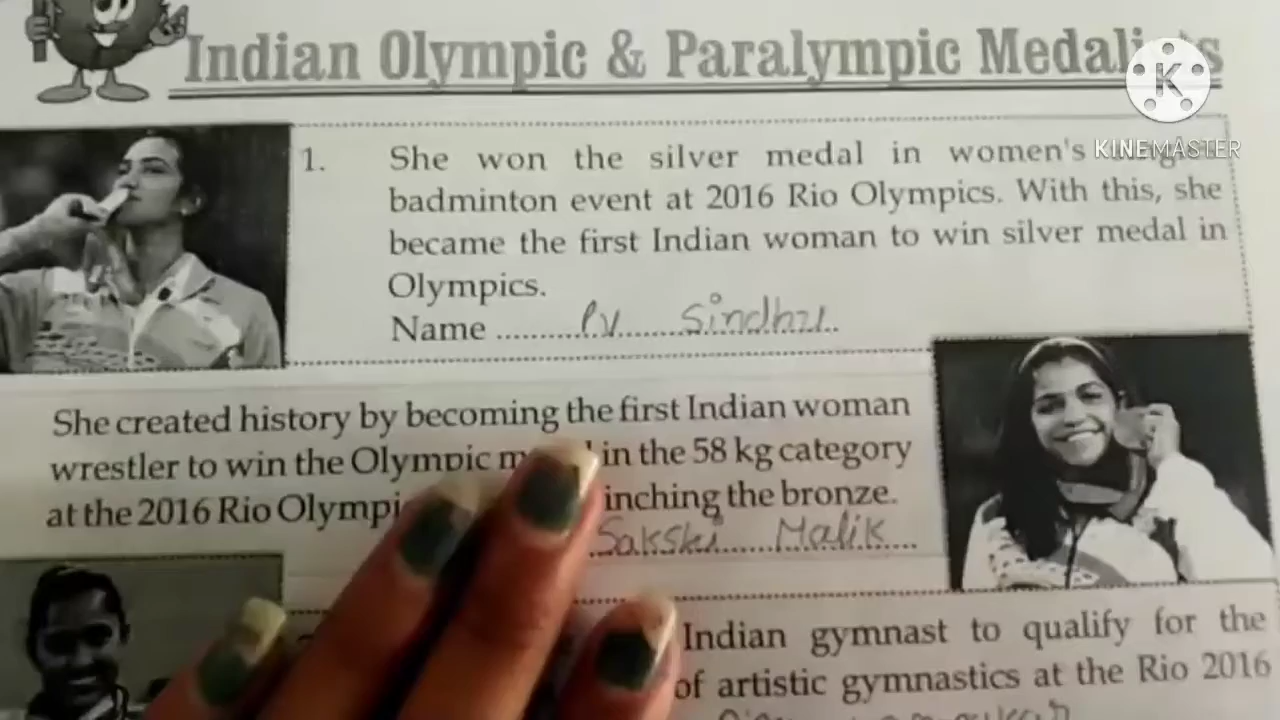 Indian Olympic & Paralympic
KINEMASTER
1. She won the silver medal in women's
badminton event at 2016 Rio Olympics. With this, she
became the first Indian woman to win silver medal in
Olympics.
Name ........ PV Sindhu
She created history by becoming the first Indian woman
wrestler to win the Olympic in the 58 kg category
at the 2016 Rio the bronze.
Sakshi Malik
Indian gymnast to qualify for the
of artistic gymnastics at the Rio 2016